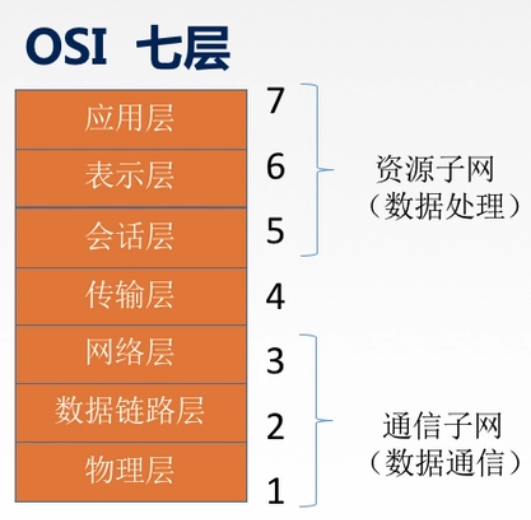 OSI 七层
应用层 7
表示层 6
会话层 5
传输层 4
网络层 3
数据链路层 2
物理层 1
资源子网
（数据处理）
通信子网
（数据通信）